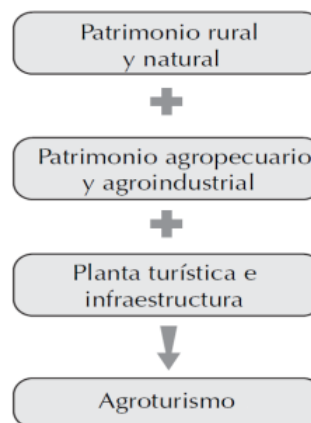 Patrimonio rural
y natural
Patrimonio agropecuario
y agroindustrial
Planta turística e
infraestructura
Agroturismo